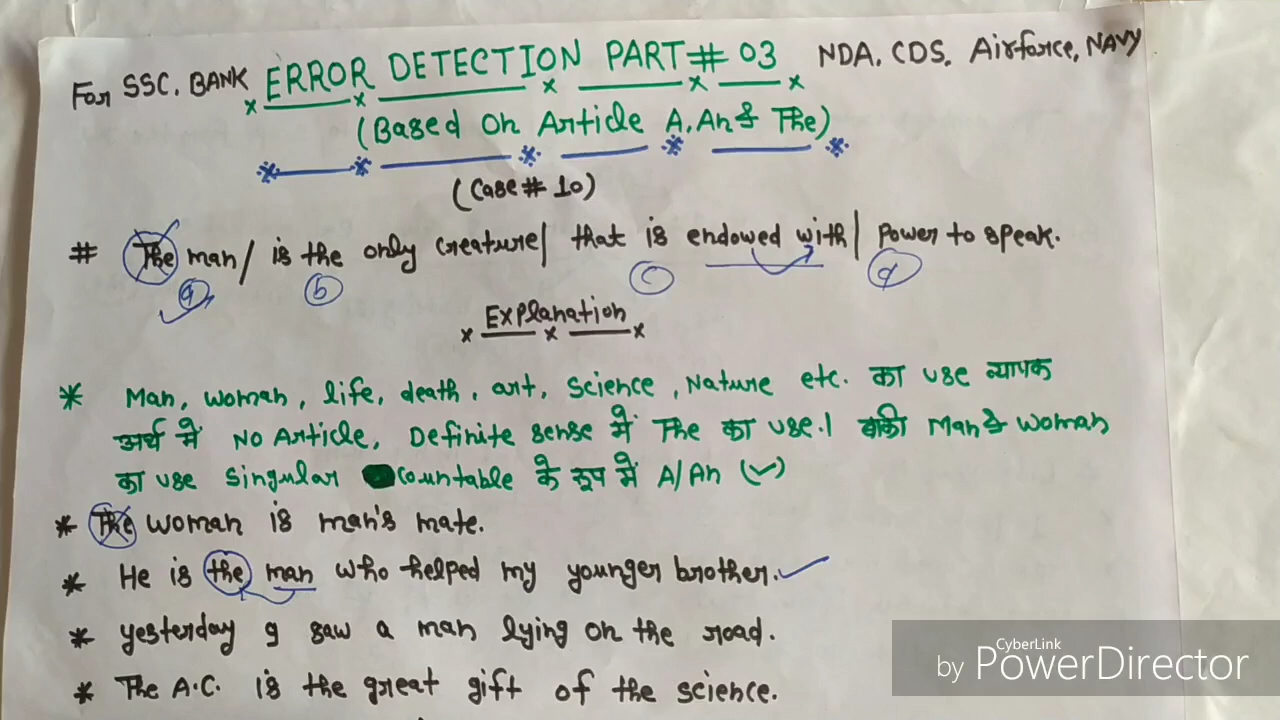 For SSC, BANK ERROR DETECTION PART # 03 NDA, CDS, Airforce, NAVY
(Based On Article A, An & The)
(Case # 10)
# The man/ is the only creature/ that is endowed with/ power to speak.
a b c d
Explanation
* Man, woman, life, death, art, science, Nature etc. का use व्यापक
अर्थ में No Article, Definite sense में The का use। बाकी Man & Woman
का use singular countable के रूप में A/An (✓)
* The woman is man's mate.
* He is the man who helped my younger brother.
* yesterday I saw a man lying on the road.
* The A.C. is the great gift of the science.
CyberLink
by PowerDirector